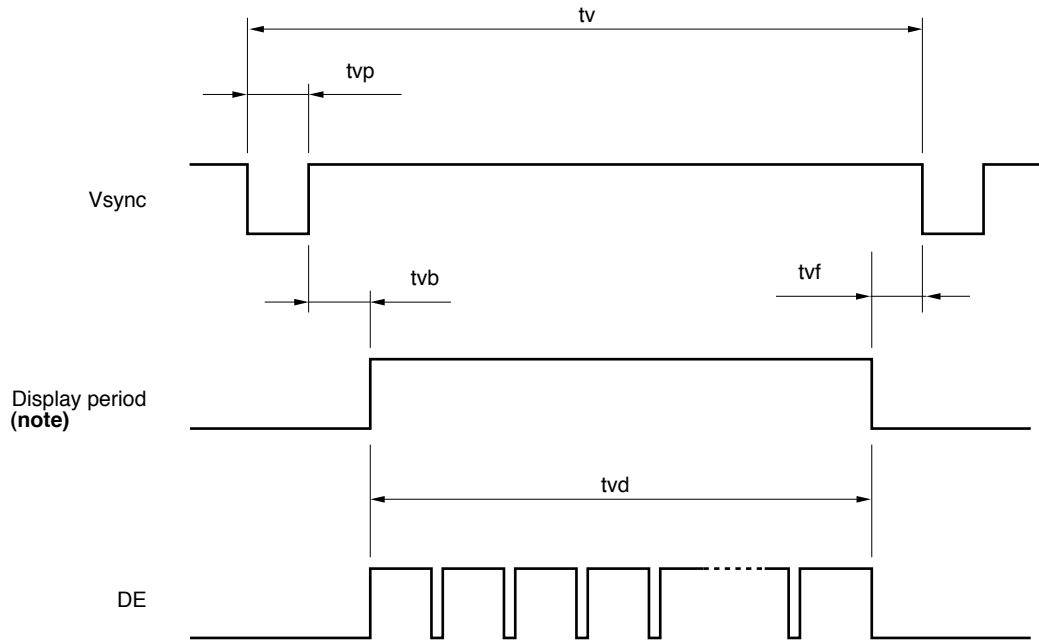 tv
tvp
Vsync
tvb
tvf
Display period
(note)
tvd
DE